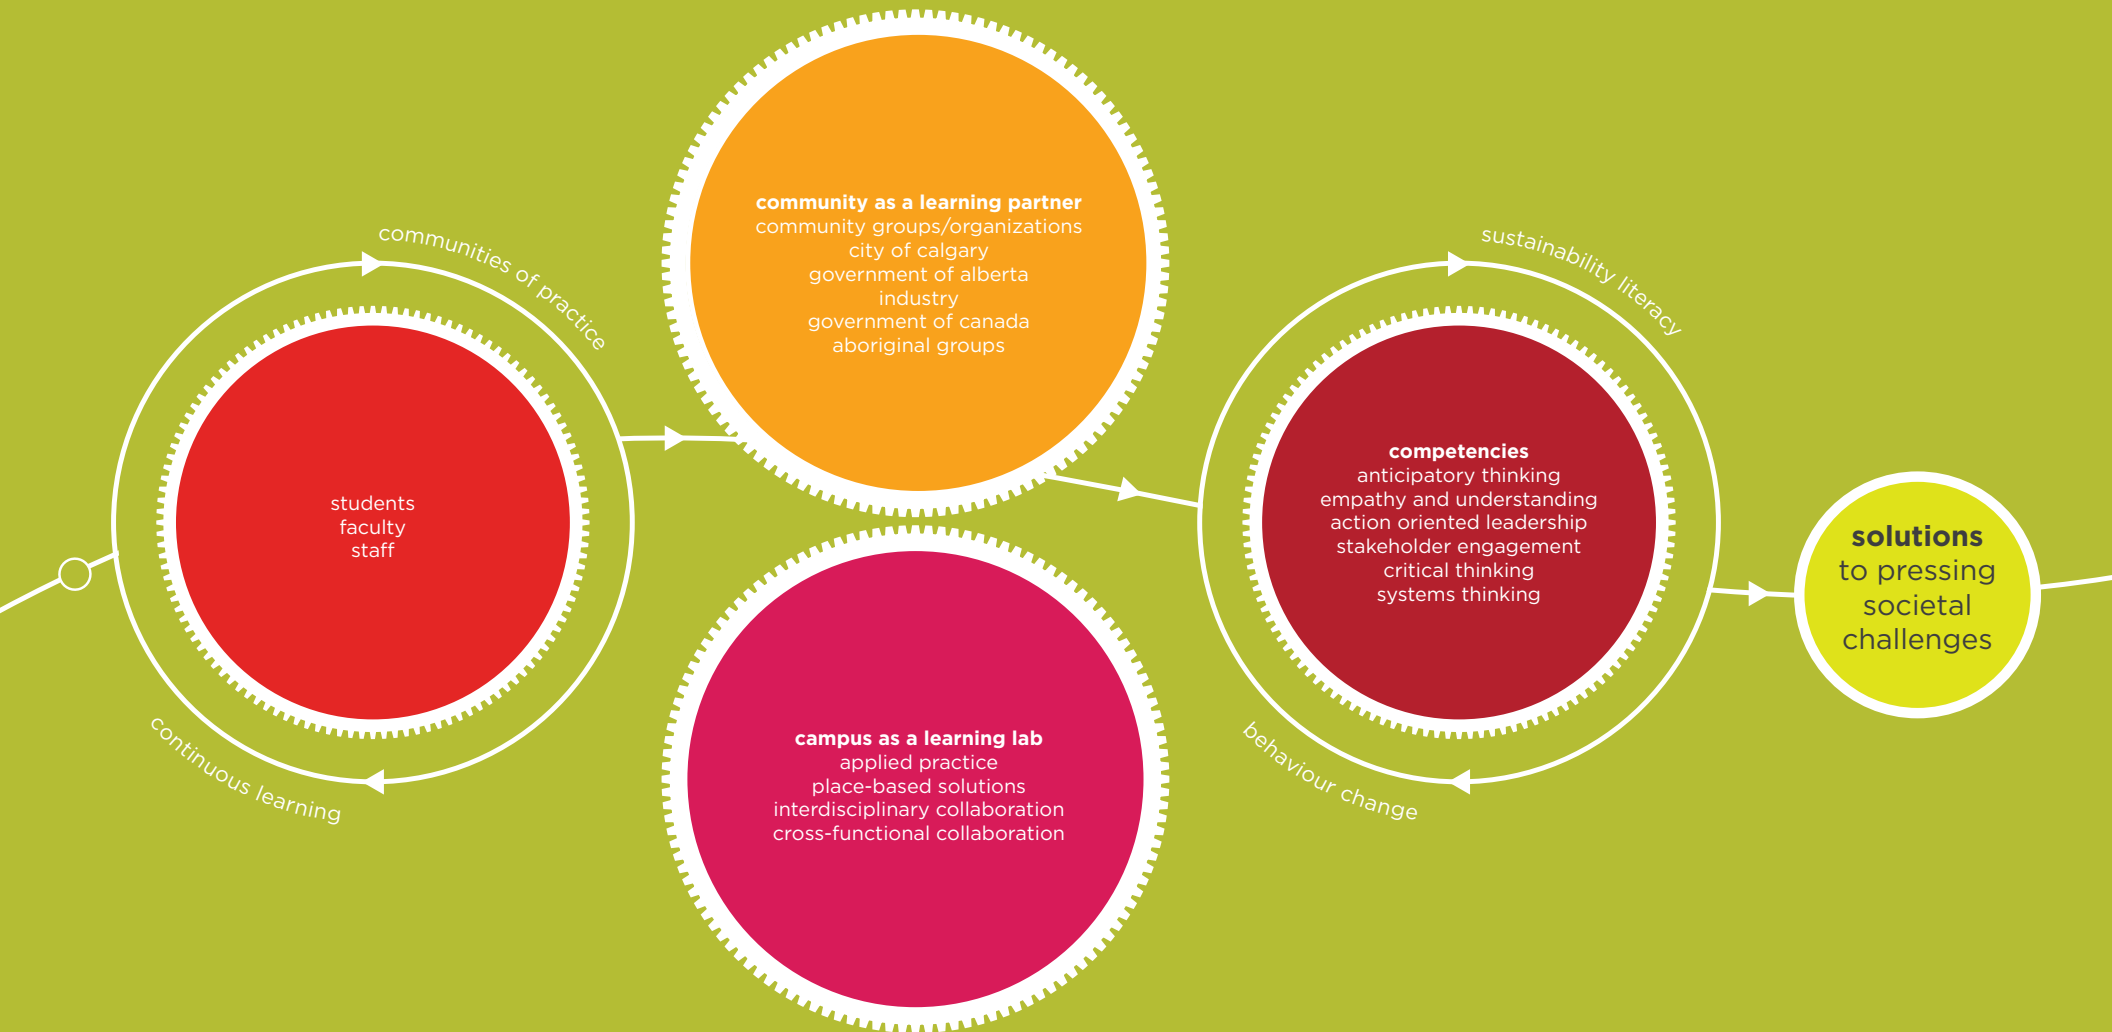 communities of practice
students
faculty
staff
continuous learning
community as a learning partner
community groups/organizations
city of calgary
government of alberta
industry
government of canada
aboriginal groups
campus as a learning lab
applied practice
place-based solutions
interdisciplinary collaboration
cross-functional collaboration
sustainability literacy
competencies
anticipatory thinking
empathy and understanding
action oriented leadership
stakeholder engagement
critical thinking
systems thinking
behaviour change
solutions
to pressing
societal
challenges